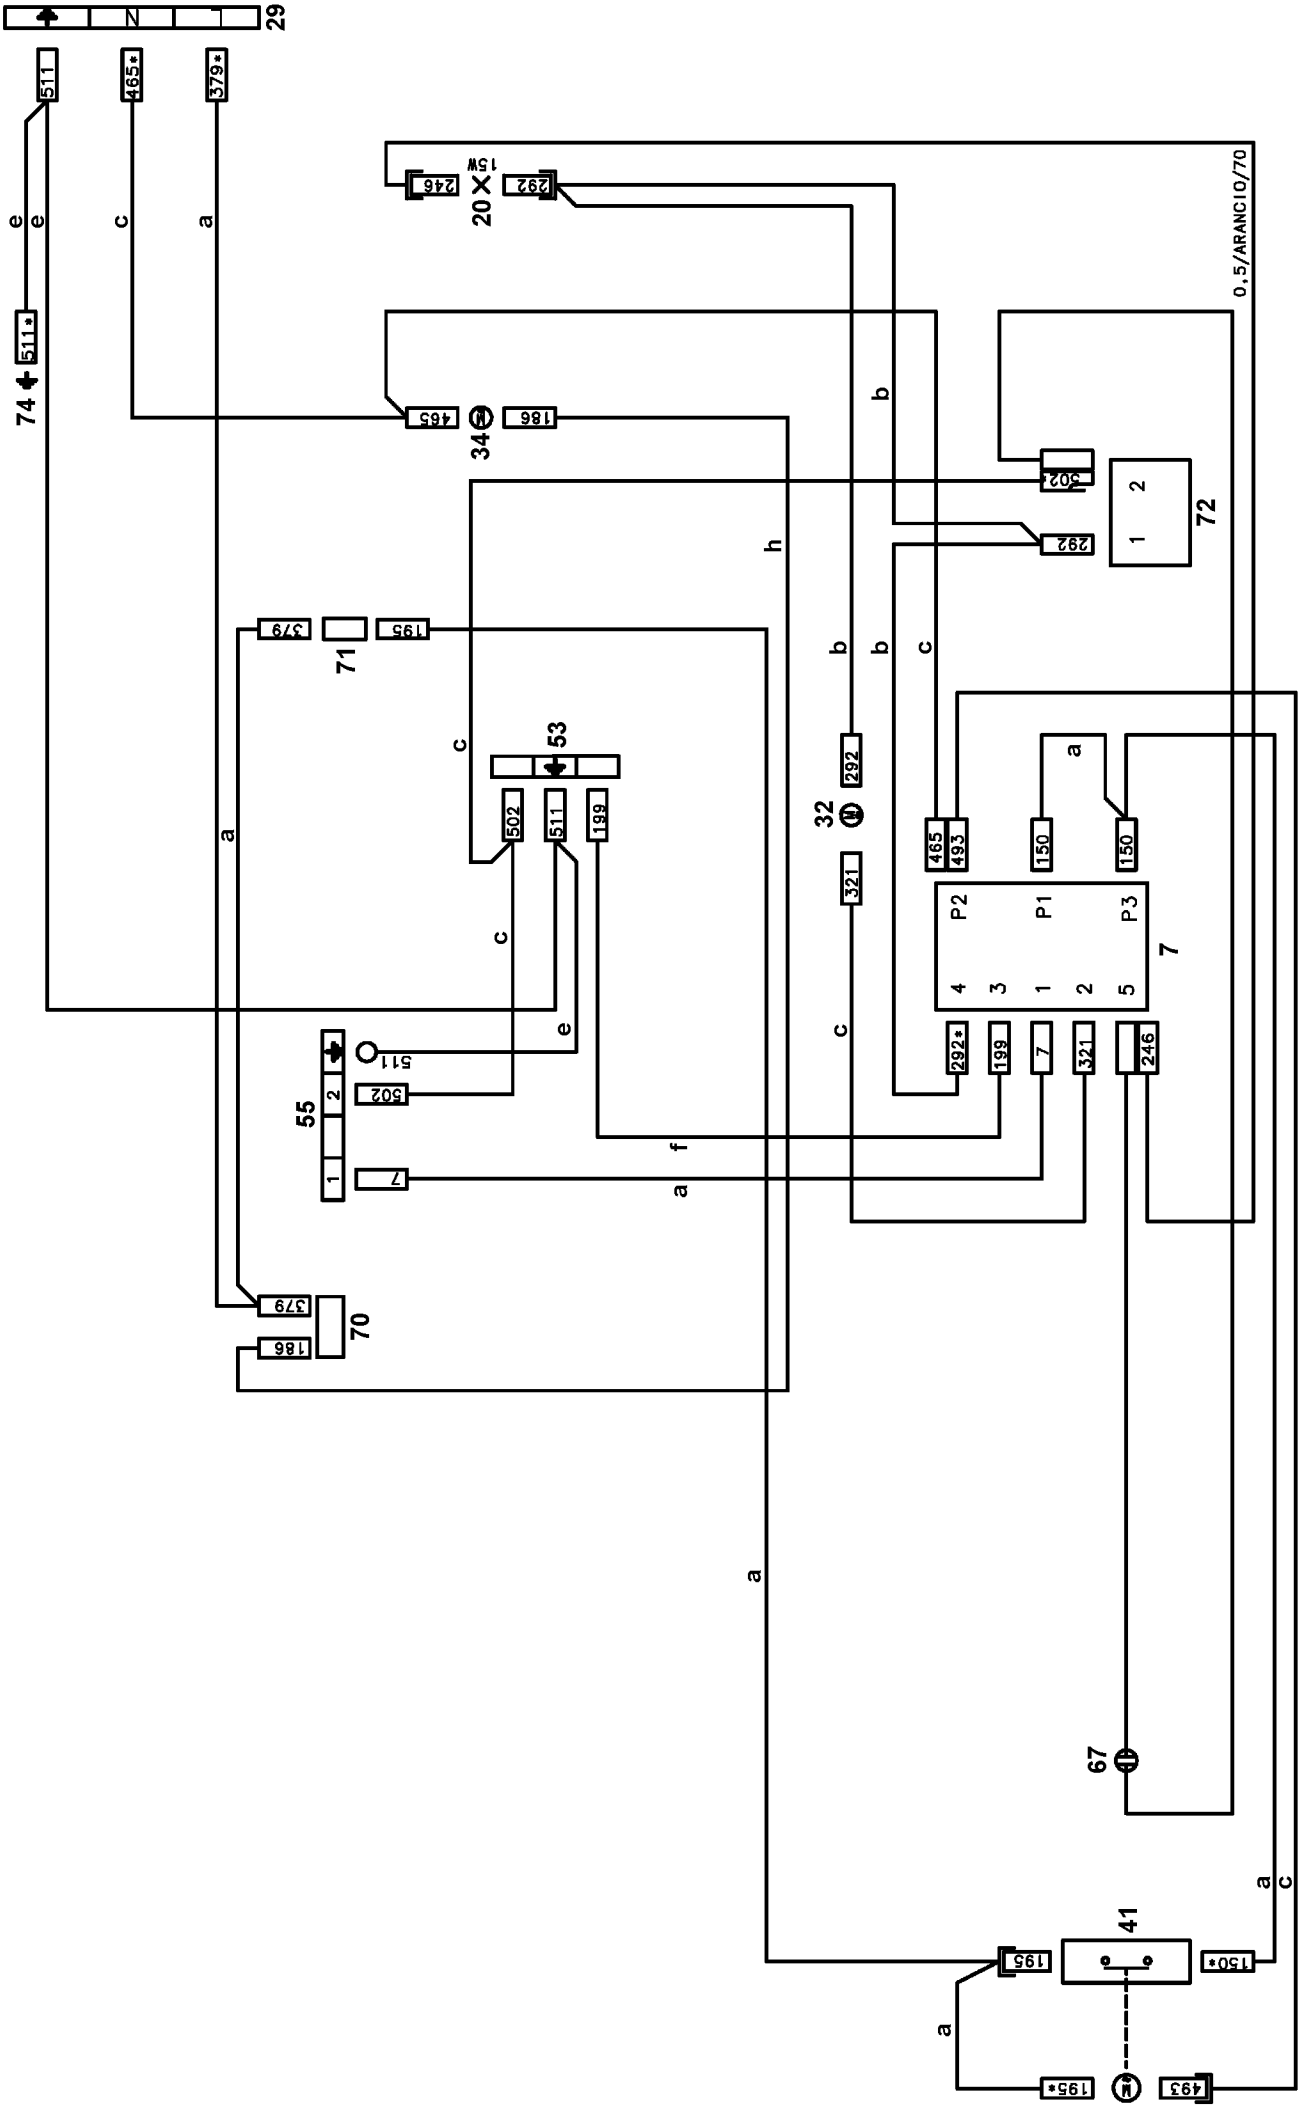 N
L
29
511
465*
379*
e
e
c
a
246
20
15W
292
0,5/ARANCIO/70
511*
74
465
34
M
186
b
502*
2
1
72
292
h
379
71
195
b
b
c
c
53
a
a
292
32
M
321
502
511
199
465
493
150
150
P2
P1
P3
4
3
1
2
5
7
c
c
e
511
292*
199
7
321
246
55
2
1
502
7
f
a
379
186
70
a
67
a
c
41
195
150*
a
195*
M
493